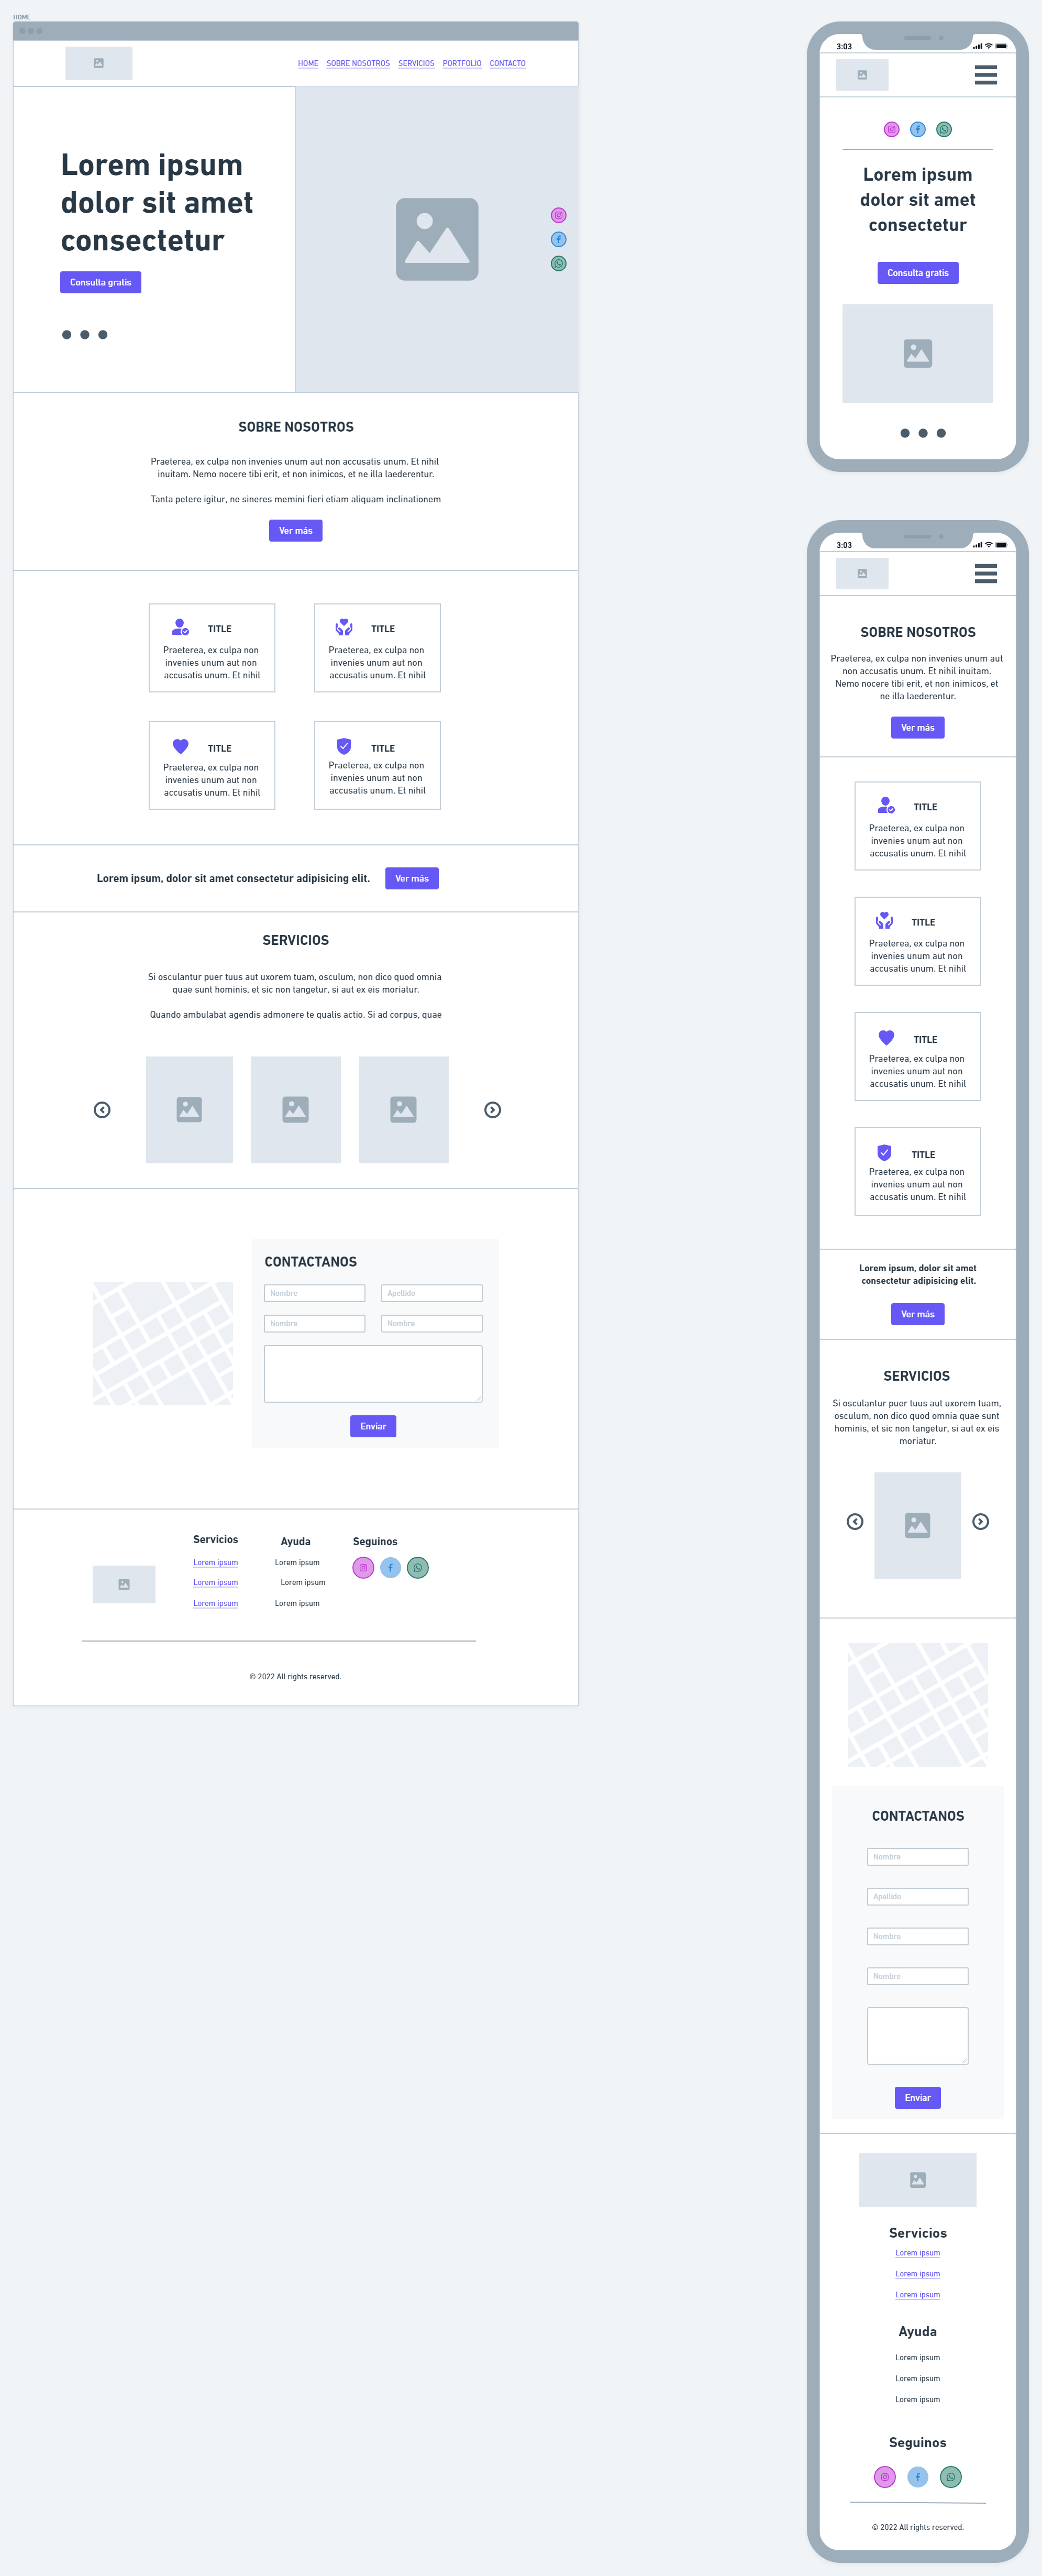 HOME
HOME SOBRE NOSOTROS SERVICIOS PORTFOLIO CONTACTO
Lorem ipsum
dolor sit amet
consectetur
Consulta gratis
SOBRE NOSOTROS
Praeterea, ex culpa non invenies unum aut non accusatis unum. Et nihil
inuitam. Nemo nocere tibi erit, et non inimicos, et ne illa laederentur.
Tanta petere igitur, ne sineres memini fieri etiam aliquam inclinationem
Ver más
TITLE
Praeterea, ex culpa non
invenies unum aut non
accusatis unum. Et nihil
TITLE
Praeterea, ex culpa non
invenies unum aut non
accusatis unum. Et nihil
TITLE
Praeterea, ex culpa non
invenies unum aut non
accusatis unum. Et nihil
TITLE
Praeterea, ex culpa non
invenies unum aut non
accusatis unum. Et nihil
Lorem ipsum, dolor sit amet consectetur adipisicing elit.
Ver más
SERVICIOS
Si osculantur puer tuus aut uxorem tuam, osculum, non dico quod omnia
quae sunt hominis, et sic non tangetur, si aut ex eis moriatur.
Quando ambulabat agendis admonere te qualis actio. Si ad corpus, quae
CONTACTANOS
Nombre
Apellido
Nombre
Nombre
Enviar
Servicios
Lorem ipsum
Lorem ipsum
Lorem ipsum
Ayuda
Lorem ipsum
Lorem ipsum
Lorem ipsum
Seguinos
© 2022 All rights reserved.
3:03
Lorem ipsum
dolor sit amet
consectetur
Consulta gratis
3:03
SOBRE NOSOTROS
Praeterea, ex culpa non invenies unum aut
non accusatis unum. Et nihil inuitam.
Nemo nocere tibi erit, et non inimicos, et
ne illa laederentur.
Ver más
TITLE
Praeterea, ex culpa non
invenies unum aut non
accusatis unum. Et nihil
TITLE
Praeterea, ex culpa non
invenies unum aut non
accusatis unum. Et nihil
TITLE
Praeterea, ex culpa non
invenies unum aut non
accusatis unum. Et nihil
TITLE
Praeterea, ex culpa non
invenies unum aut non
accusatis unum. Et nihil
Lorem ipsum, dolor sit amet
consectetur adipisicing elit.
Ver más
SERVICIOS
Si osculantur puer tuus aut uxorem tuam,
osculum, non dico quod omnia quae sunt
hominis, et sic non tangetur, si aut ex eis
moriatur.
CONTACTANOS
Nombre
Apellido
Nombre
Nombre
Enviar
Servicios
Lorem ipsum
Lorem ipsum
Lorem ipsum
Ayuda
Lorem ipsum
Lorem ipsum
Lorem ipsum
Seguinos
© 2022 All rights reserved.